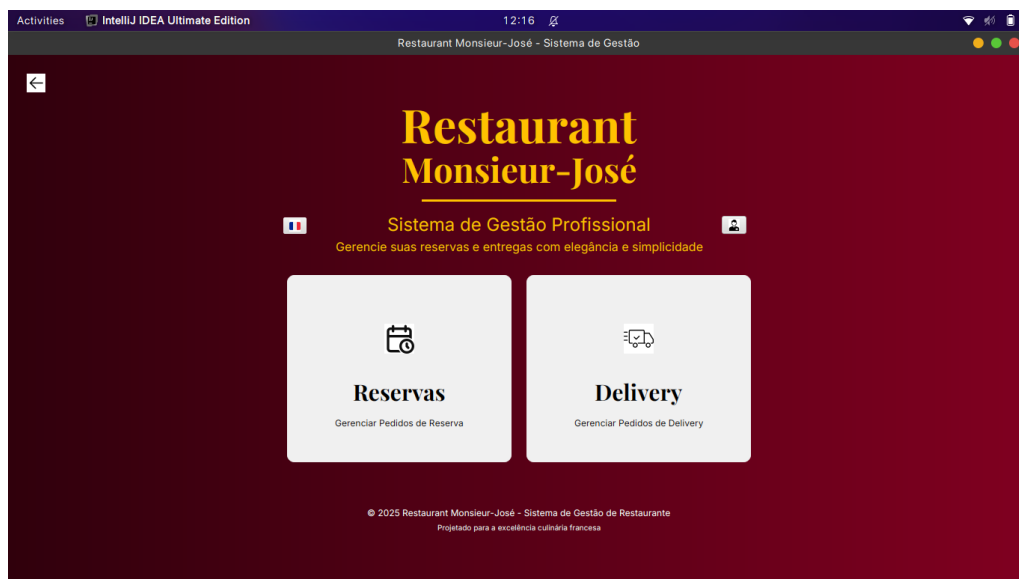 Activities IntelliJ IDEA Ultimate Edition 12:16
Restaurant Monsieur-José - Sistema de Gestão
Restaurant
Monsieur-José
Sistema de Gestão Profissional
Gerencie suas reservas e entregas com elegância e simplicidade
Reservas
Gerenciar Pedidos de Reserva
Delivery
Gerenciar Pedidos de Delivery
© 2025 Restaurant Monsieur-José - Sistema de Gestão de Restaurante
Projetado para a excelência culinária francesa